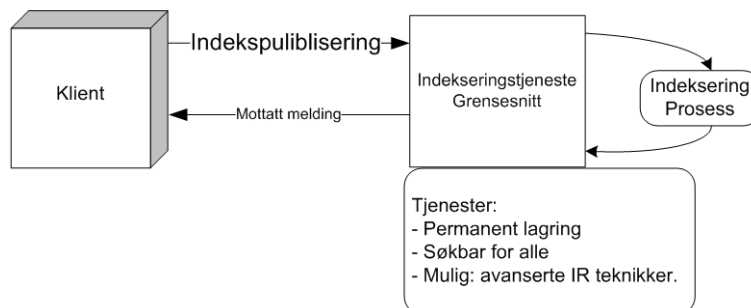 Klient
Indekspuliblisering
Mottatt melding
Indekseringstjeneste
Grensesnitt
Indeksering
Prosess
Tjenester:
- Permanent lagring
- Søkbar for alle
- Mulig: avanserte IR teknikker.